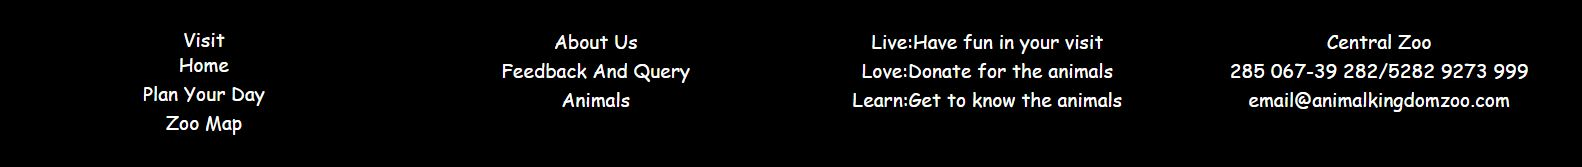 Visit
Home
Plan Your Day
Zoo Map
About Us
Feedback And Query
Animals
Live:Have fun in your visit
Love:Donate for the animals
Learn:Get to know the animals
Central Zoo
285 067-39 282/5282 9273 999
email@animalkingdomzoo.com